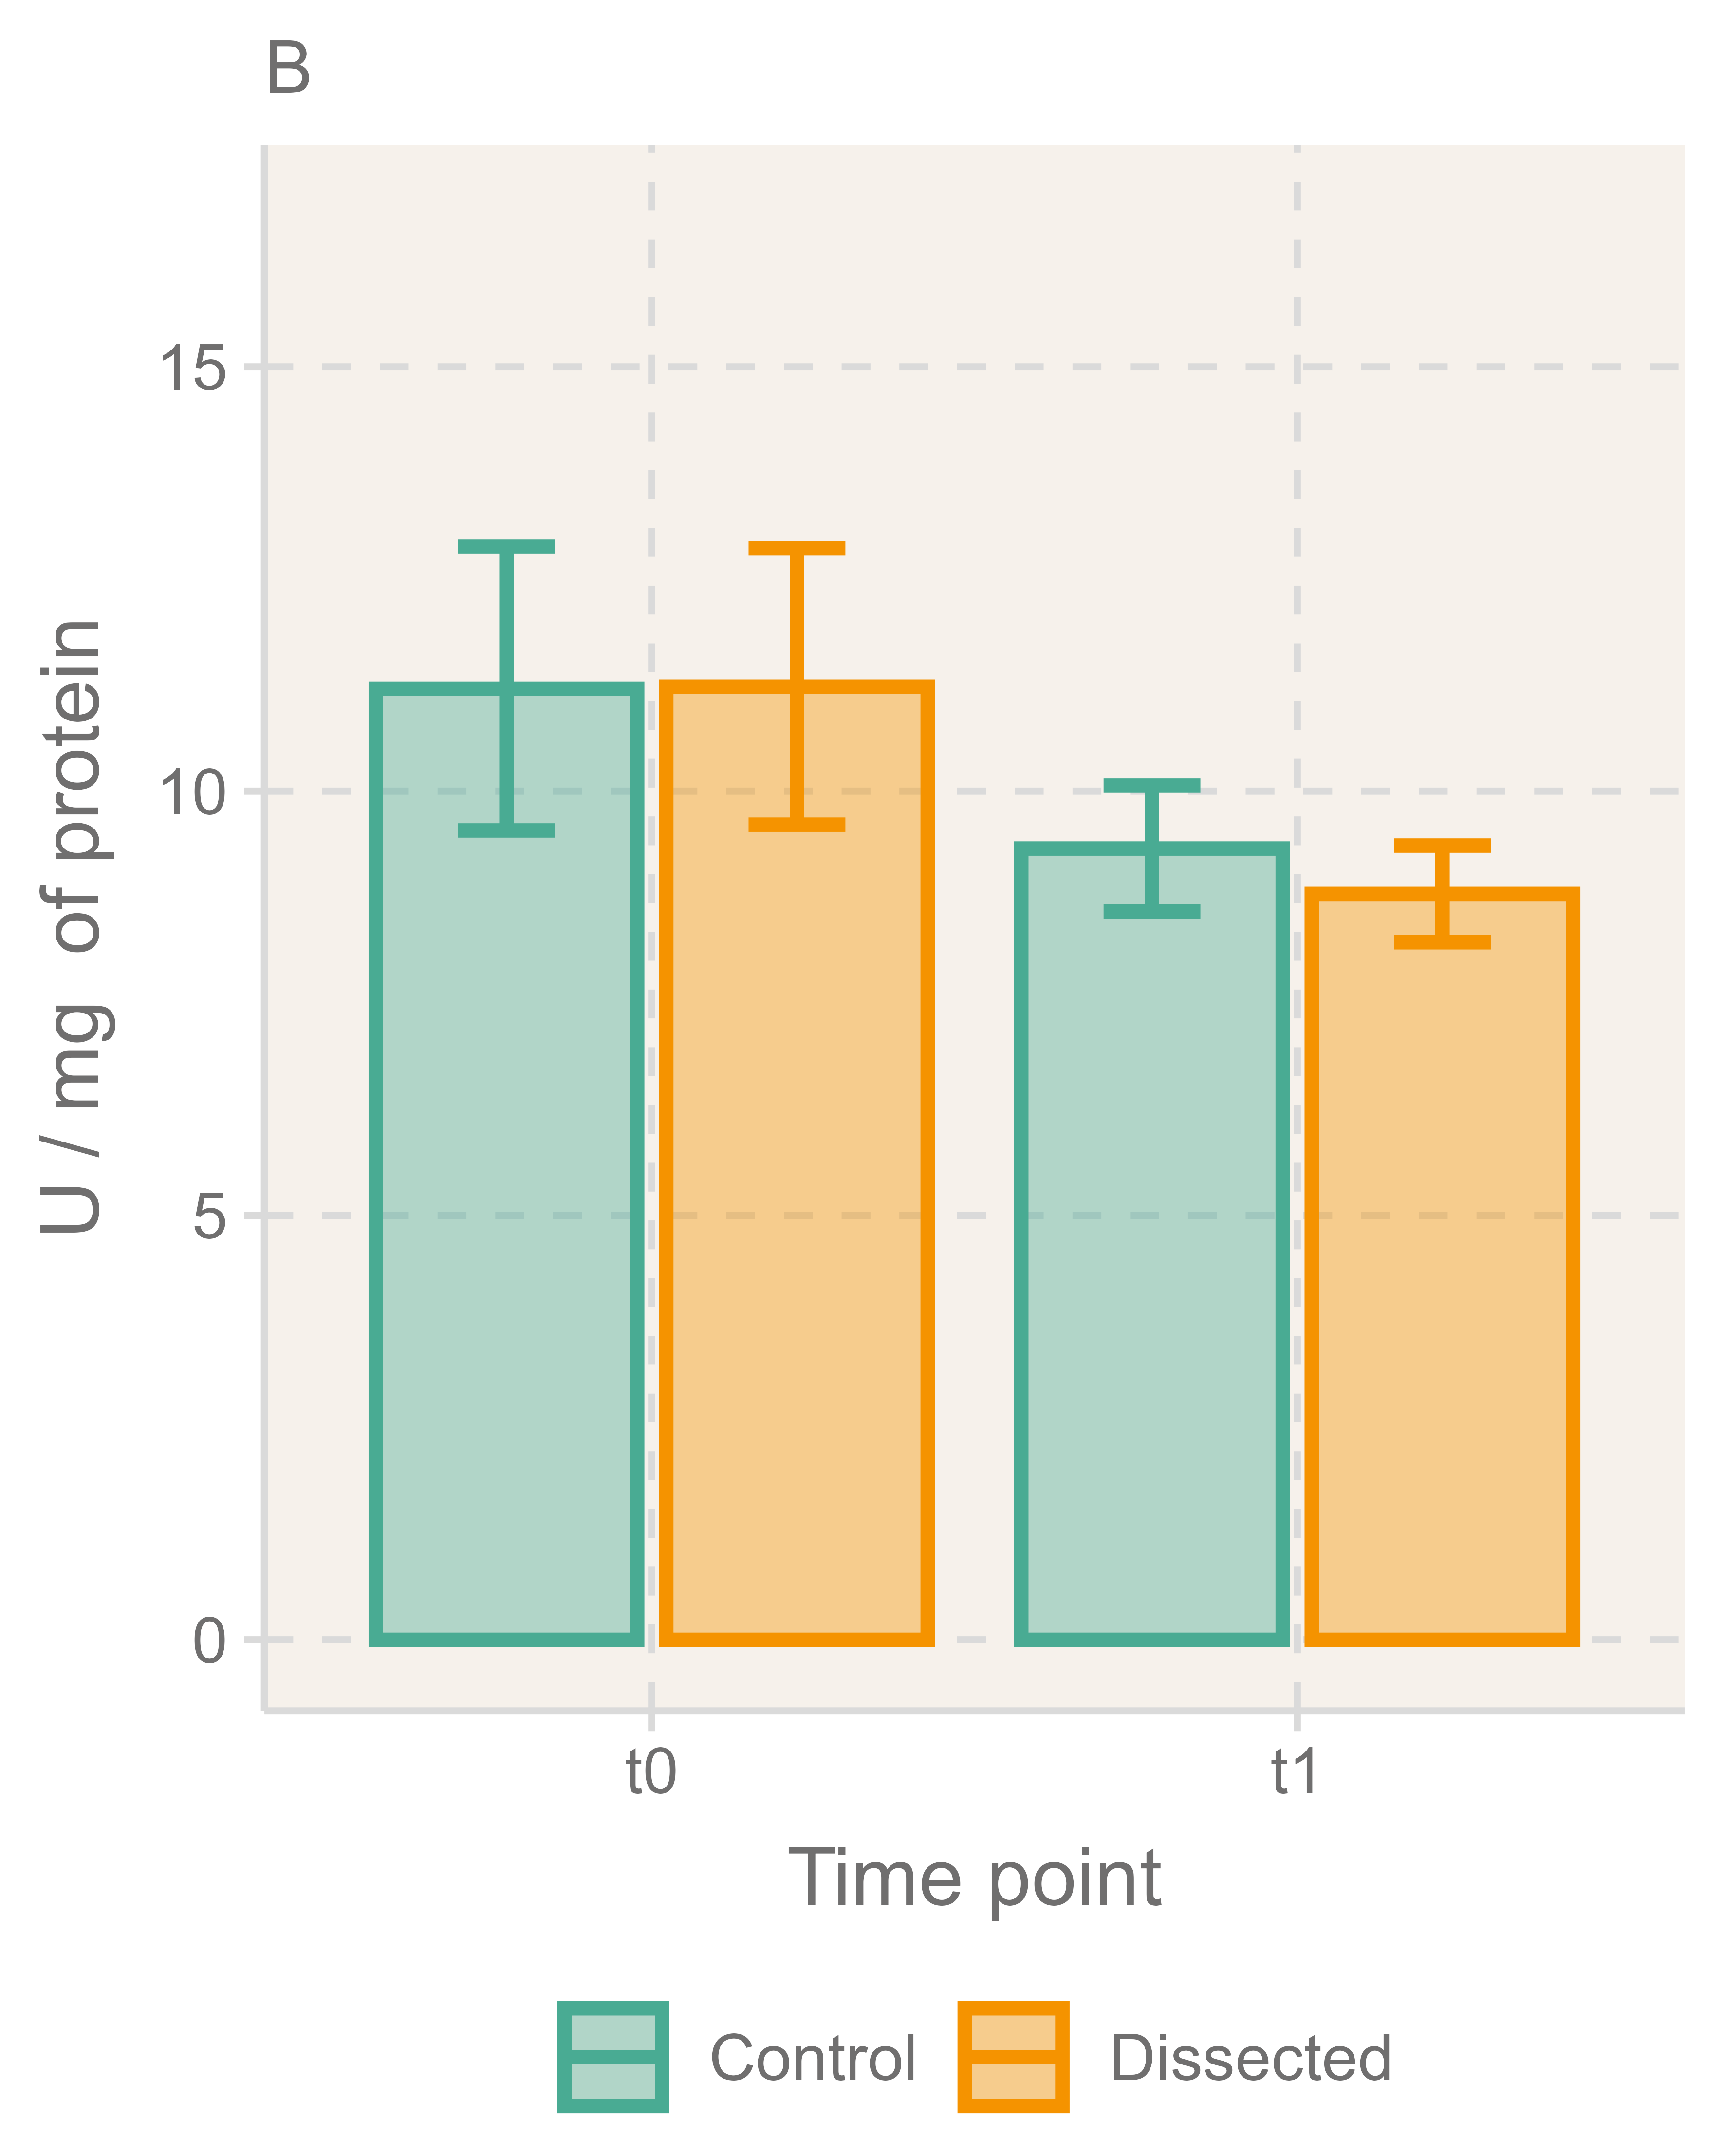 B
15
10
5
0
U / mg  of protein
t0
t1
Time point
Control
Dissected